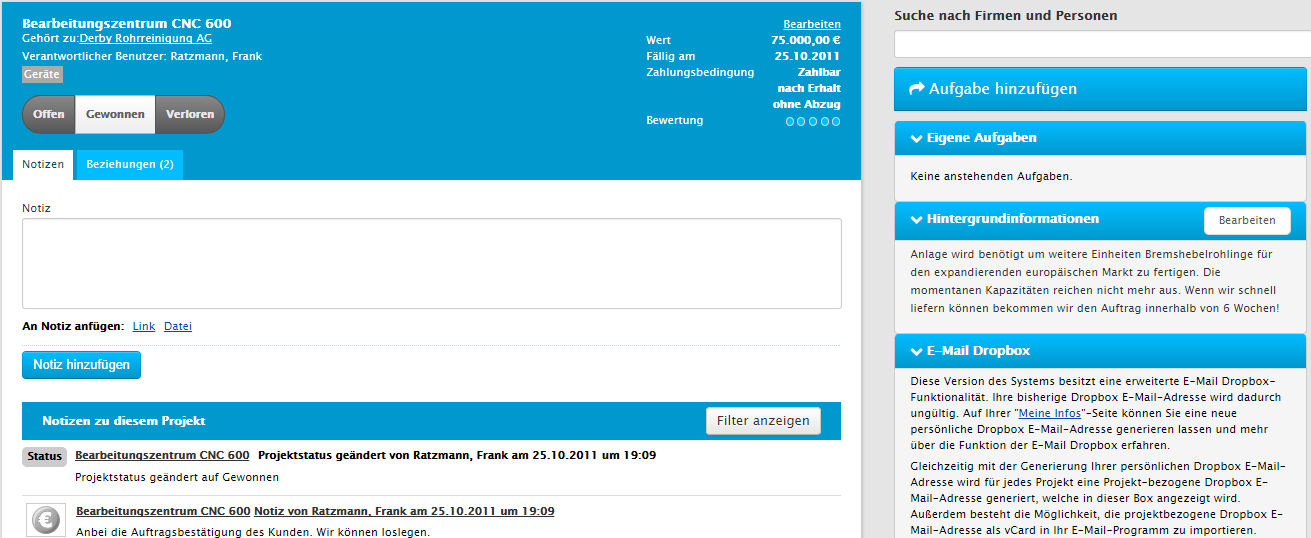 Bearbeitungszentrum CNC 600
Gehört zu:Derby Rohrreinigung AG
Verantwortlicher Benutzer: Ratzmann, Frank
Geräte
Offen Gewonnen Verloren
Bearbeiten
Wert 75.000,00 €
Fällig am 25.10.2011
Zahlungsbedingung Zahlbar
nach Erhalt
ohne Abzug
Bewertung
Notizen Beziehungen (2)
Notiz
An Notiz anfügen: Link Datei
Notiz hinzufügen
Notizen zu diesem Projekt Filter anzeigen
Status Bearbeitungszentrum CNC 600 Projektstatus geändert von Ratzmann, Frank am 25.10.2011 um 19:09
Projektstatus geändert auf Gewonnen
Bearbeitungszentrum CNC 600 Notiz von Ratzmann, Frank am 25.10.2011 um 19:09
Anbei die Auftragsbestätigung des Kunden. Wir können loslegen.
Suche nach Firmen und Personen
Aufgabe hinzufügen
Eigene Aufgaben
Keine anstehenden Aufgaben.
Hintergrundinformationen Bearbeiten
Anlage wird benötigt um weitere Einheiten Bremshebelrohlinge für
den expandierenden europäischen Markt zu fertigen. Die
momentanen Kapazitäten reichen nicht mehr aus. Wenn wir schnell
liefern können bekommen wir den Auftrag innerhalb von 6 Wochen!
E-Mail Dropbox
Diese Version des Systems besitzt eine erweiterte E-Mail Dropbox-
Funktionalität. Ihre bisherige Dropbox E-Mail-Adresse wird dadurch
ungültig. Auf Ihrer "Meine Infos"-Seite können Sie eine neue
persönliche Dropbox E-Mail-Adresse generieren lassen und mehr
über die Funktion der E-Mail Dropbox erfahren.
Gleichzeitig mit der Generierung Ihrer persönlichen Dropbox E-Mail-
Adresse wird für jedes Projekt eine Projekt-bezogene Dropbox E-
Mail-Adresse generiert, welche in dieser Box angezeigt wird.
Außerdem besteht die Möglichkeit, die projektbezogene Dropbox E-
Mail-Adresse als vCard in Ihr E-Mail-Programm zu importieren.